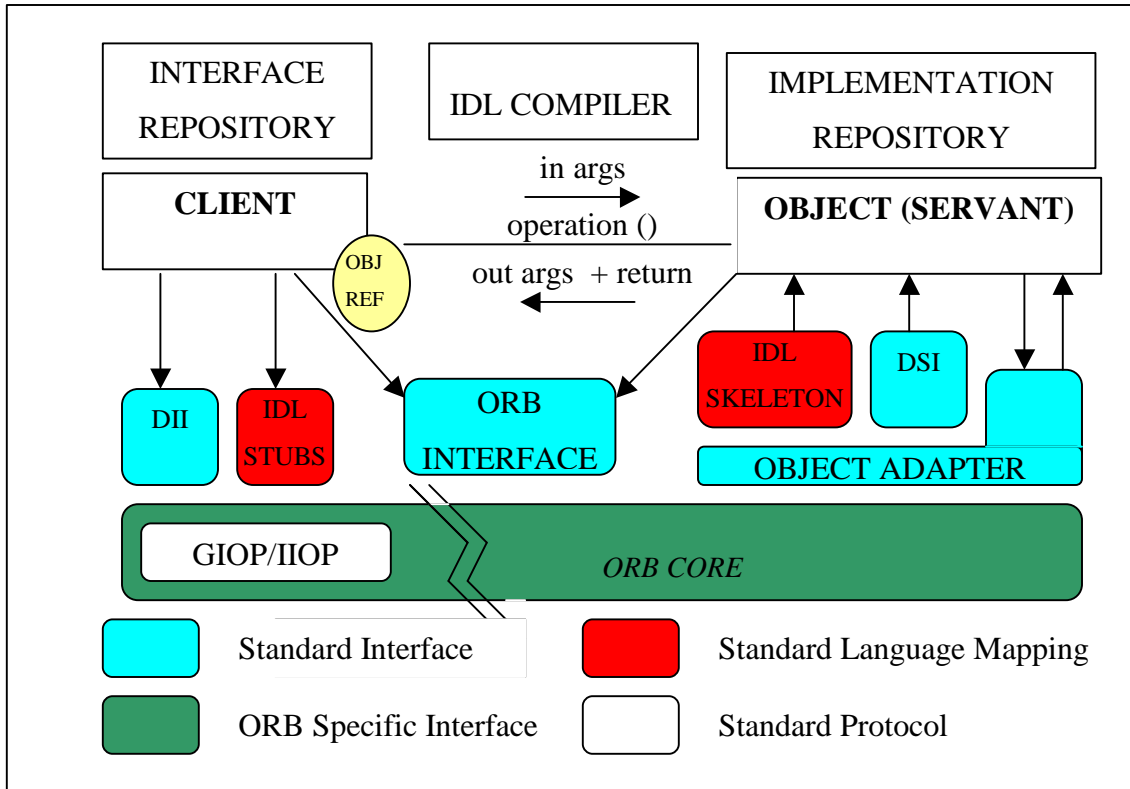 INTERFACE
REPOSITORY
IDL COMPILER
IMPLEMENTATION
REPOSITORY
CLIENT
in args
operation ()
out args + return
OBJECT (SERVANT)
OBJ
REF
DII
IDL
STUBS
ORB
INTERFACE
IDL
SKELETON
DSI
OBJECT ADAPTER
GIOP/IIOP
ORB CORE
Standard Interface
Standard Language Mapping
ORB Specific Interface
Standard Protocol